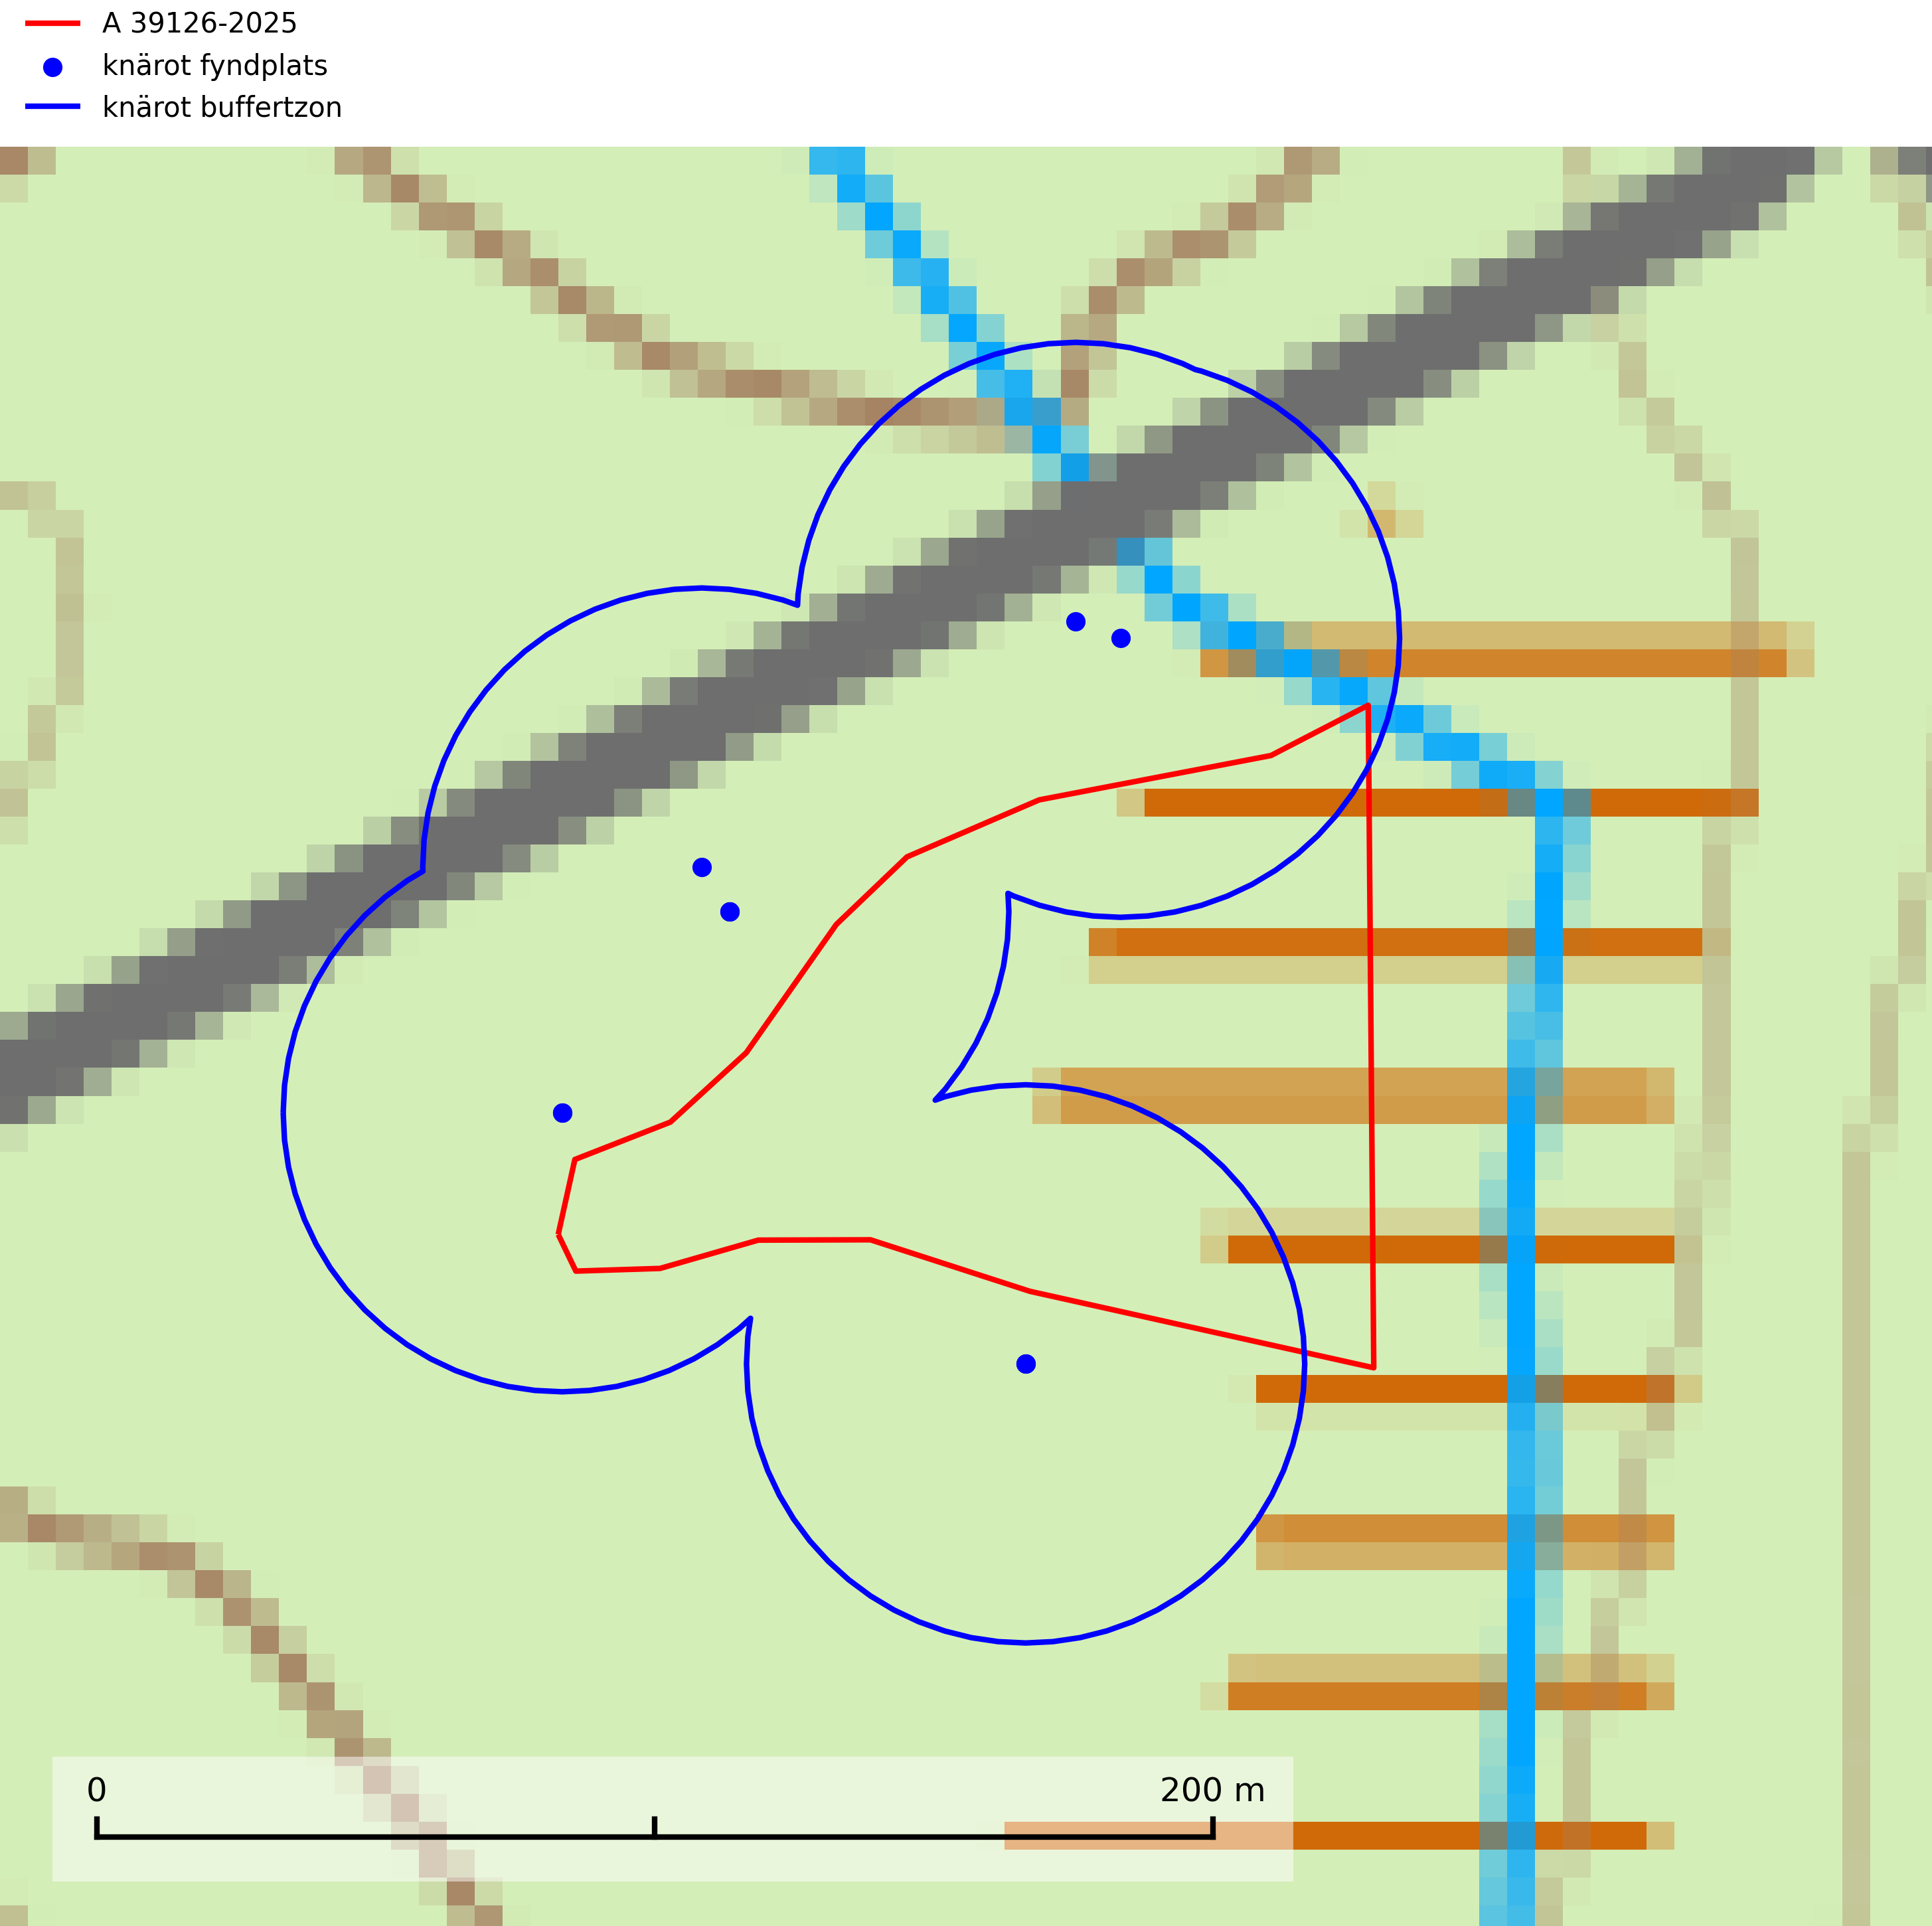 A 39126-2025
knärot fyndplats
knärot buffertzon
0 200 m